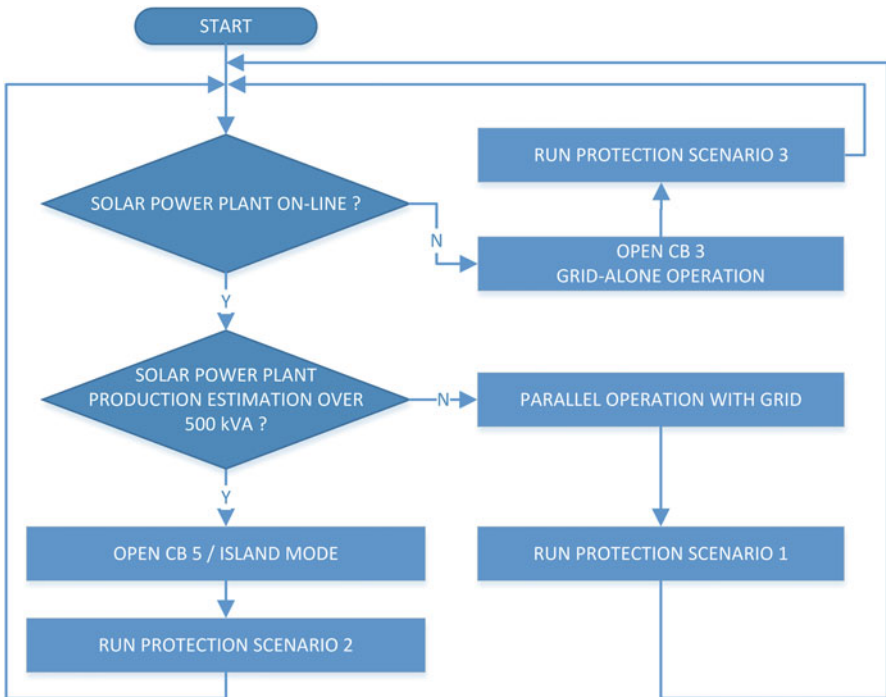 START
SOLAR POWER PLANT ON-LINE ?
RUN PROTECTION SCENARIO 3
N
OPEN CB 3
GRID-ALONE OPERATION
Y
SOLAR POWER PLANT
PRODUCTION ESTIMATION OVER
500 kVA ?
N
PARALLEL OPERATION WITH GRID
Y
OPEN CB 5 / ISLAND MODE
RUN PROTECTION SCENARIO 1
RUN PROTECTION SCENARIO 2